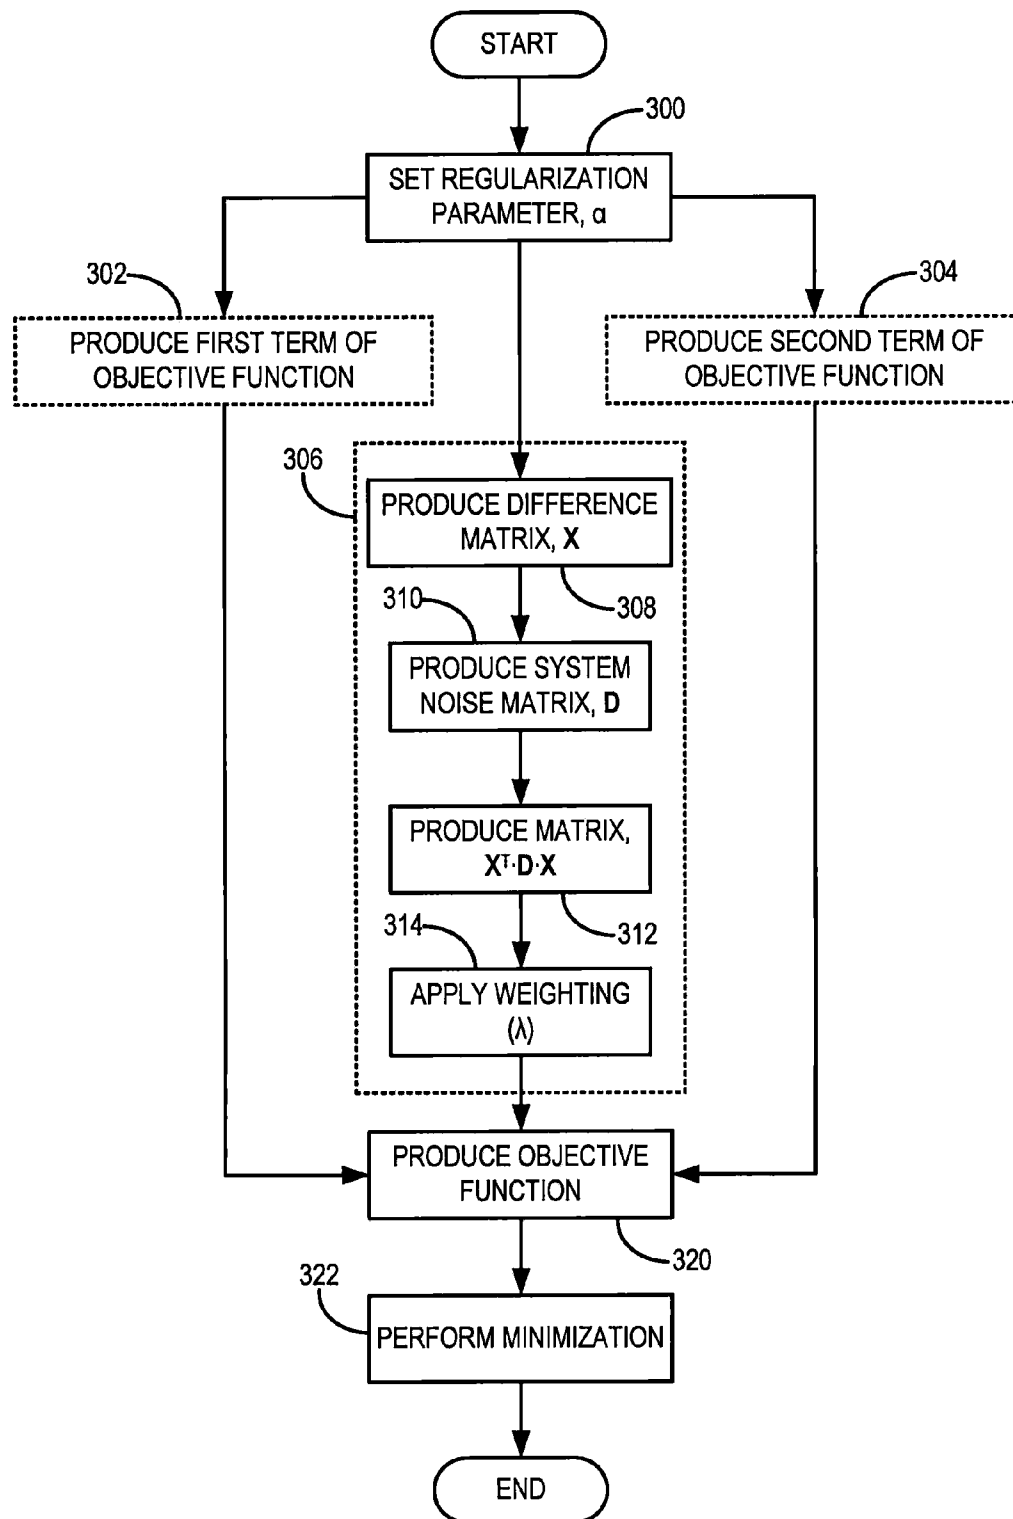 START
300
SET REGULARIZATION
PARAMETER, α
302
304
PRODUCE FIRST TERM OF
OBJECTIVE FUNCTION
PRODUCE SECOND TERM OF
OBJECTIVE FUNCTION
306
PRODUCE DIFFERENCE
MATRIX, X
308
310
PRODUCE SYSTEM
NOISE MATRIX, D
PRODUCE MATRIX,
Xᵀ·D·X
312
314
APPLY WEIGHTING
(λ)
PRODUCE OBJECTIVE
FUNCTION
320
322
PERFORM MINIMIZATION
END